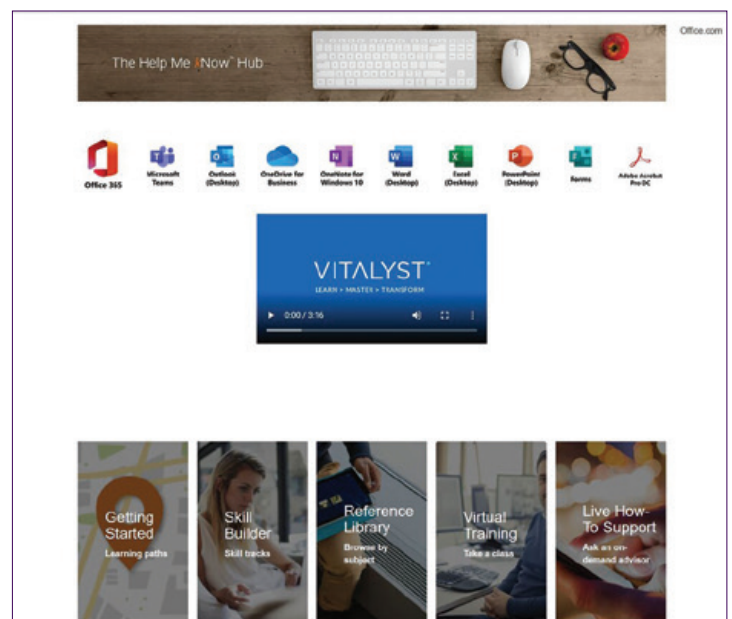 Office.com
The Help Me Now Hub
Office 365
Microsoft
Teams
Outlook
(Desktop)
OneDrive for
Business
OneNote for
Windows 10
Word
(Desktop)
Excel
(Desktop)
PowerPoint
(Desktop)
Forms
Adobe Acrobat
Pro DC
VITALYST
LEARN • MASTER • TRANSFORM
0:00 / 3:16
Getting
Started
Learning paths
Skill
Builder
Skill tracks
Reference
Library
Browse by
subject
Virtual
Training
Take a class
Live How-
To Support
Ask an on-
demand advisor